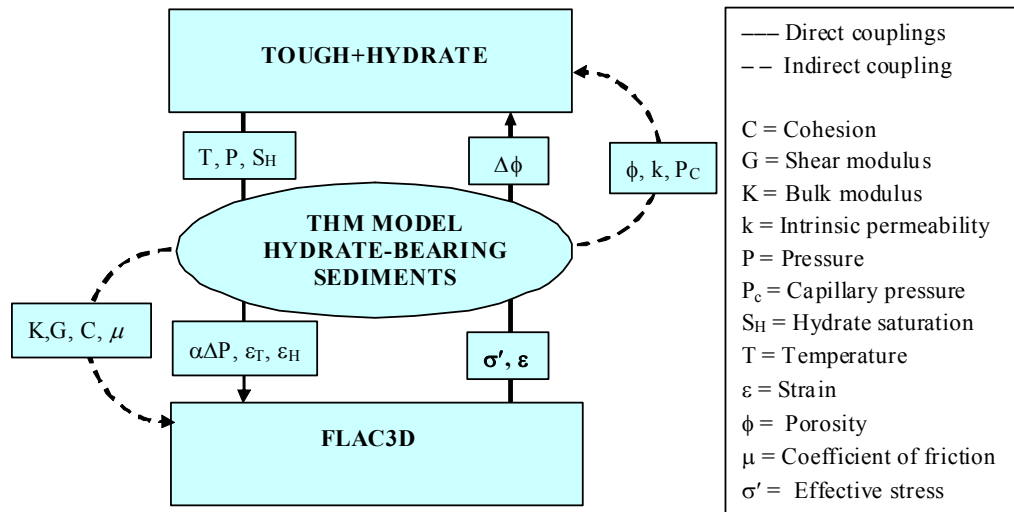 TOUGH+HYDRATE
T, P, S_H
Δϕ
ϕ, k, P_C
THM MODEL
HYDRATE-BEARING
SEDIMENTS
K,G, C, μ
αΔP, ε_T, ε_H
σ′, ε
FLAC3D
––– Direct couplings
– – Indirect coupling
C = Cohesion
G = Shear modulus
K = Bulk modulus
k = Intrinsic permeability
P = Pressure
P_c = Capillary pressure
S_H = Hydrate saturation
T = Temperature
ε = Strain
ϕ = Porosity
μ = Coefficient of friction
σ′ = Effective stress